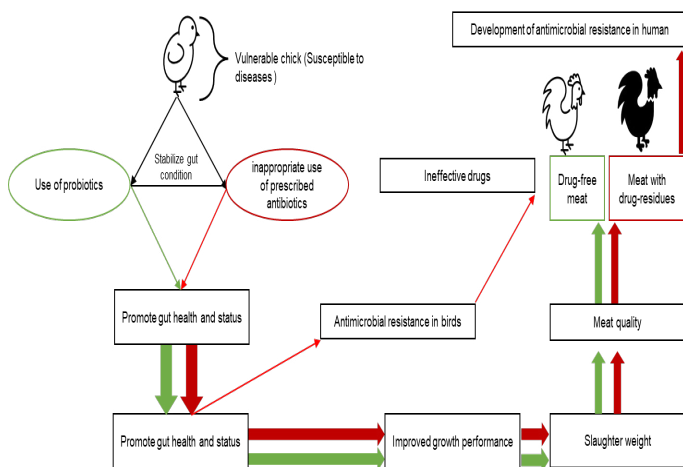 Development of antimicrobial resistance in human
Vulnerable chick (Susceptible to
diseases )
Stabilize gut
condition
Use of probiotics
inappropriate use
of prescribed
antibiotics
Ineffective drugs
Drug-free
meat
Meat with
drug-residues
Promote gut health and status
Antimicrobial resistance in birds
Meat quality
Promote gut health and status
Improved growth performance
Slaughter weight